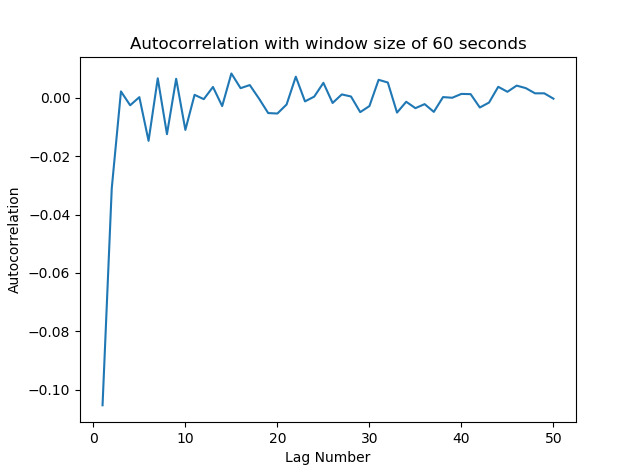 Autocorrelation with window size of 60 seconds
0.00
−0.02
−0.04
−0.06
−0.08
−0.10
Autocorrelation
0 10 20 30 40 50
Lag Number